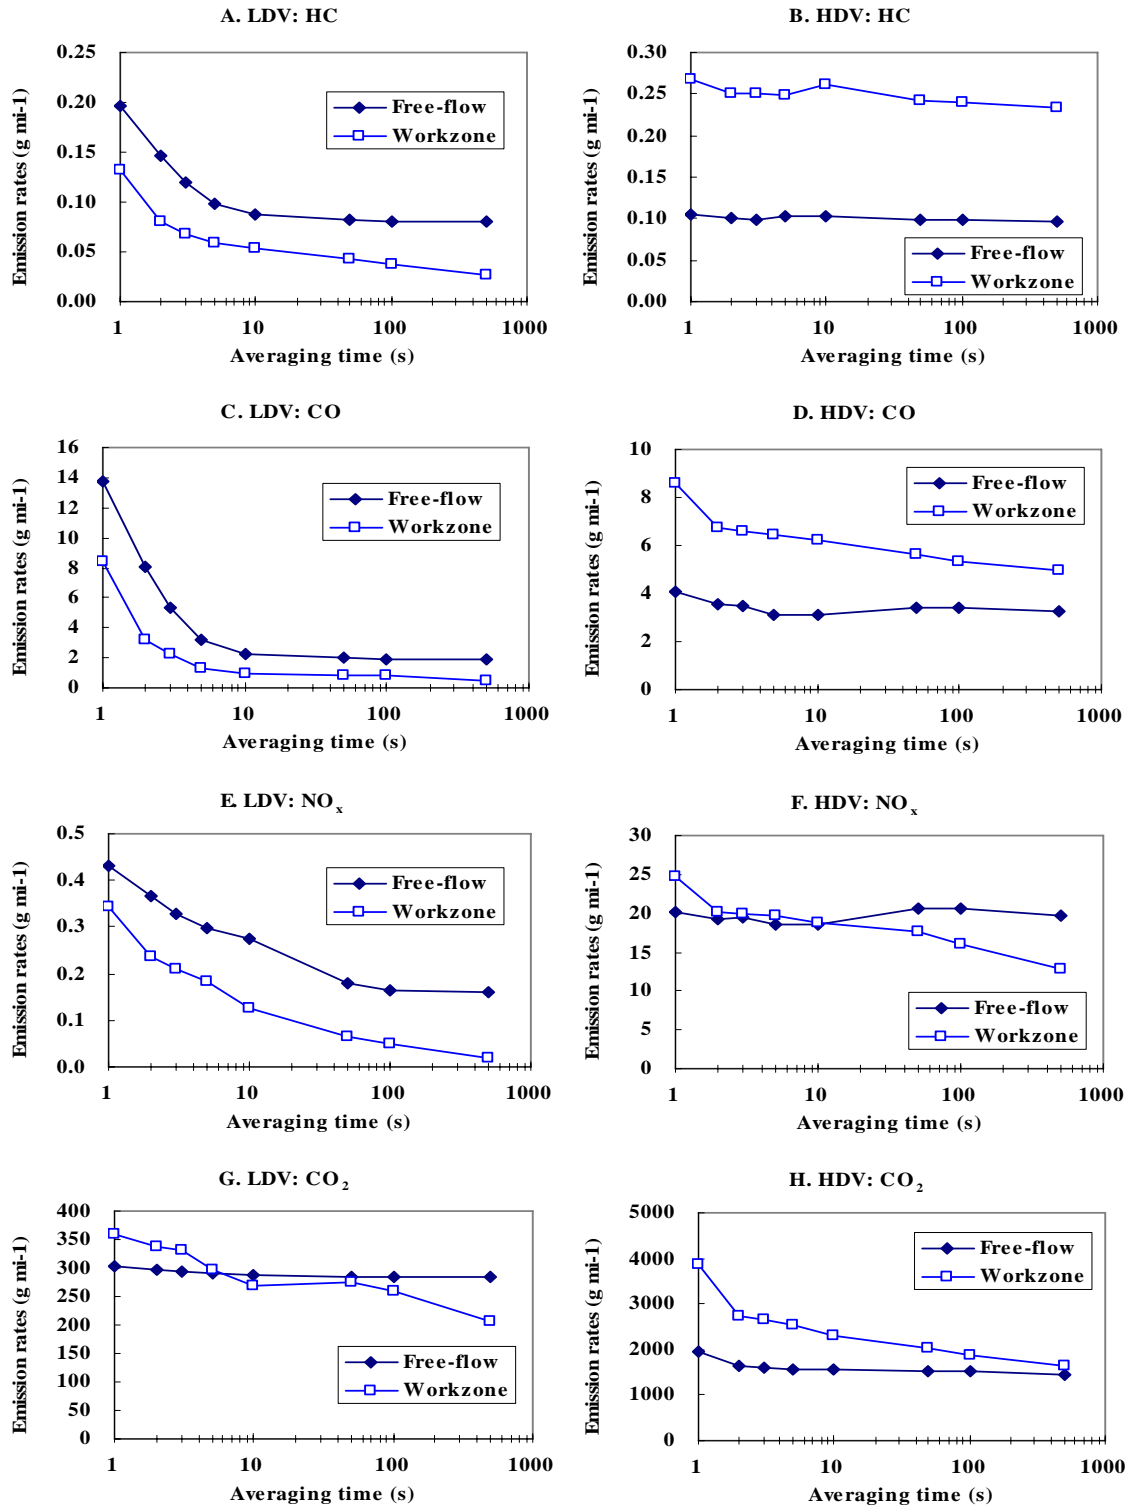 A. LDV: HC
Emission rates (g mi-1)
0.25
0.20
0.15
0.10
0.05
0.00
Free-flow
Workzone
1 10 100 1000
Averaging time (s)
B. HDV: HC
Emission rates (g mi-1)
0.30
0.25
0.20
0.15
0.10
0.05
0.00
Free-flow
Workzone
1 10 100 1000
Averaging time (s)
C. LDV: CO
Emission rates (g mi-1)
16
14
12
10
8
6
4
2
0
Free-flow
Workzone
1 10 100 1000
Averaging time (s)
D. HDV: CO
Emission rates (g mi-1)
10
8
6
4
2
0
Free-flow
Workzone
1 10 100 1000
Averaging time (s)
E. LDV: NOx
Emission rates (g mi-1)
0.5
0.4
0.3
0.2
0.1
0.0
Free-flow
Workzone
1 10 100 1000
Averaging time (s)
F. HDV: NOx
Emission rates (g mi-1)
30
25
20
15
10
5
0
Free-flow
Workzone
1 10 100 1000
Averaging time (s)
G. LDV: CO2
Emission rates (g mi-1)
400
350
300
250
200
150
100
50
0
Free-flow
Workzone
1 10 100 1000
Averaging time (s)
H. HDV: CO2
Emission rates (g mi-1)
5000
4000
3000
2000
1000
0
Free-flow
Workzone
1 10 100 1000
Averaging time (s)